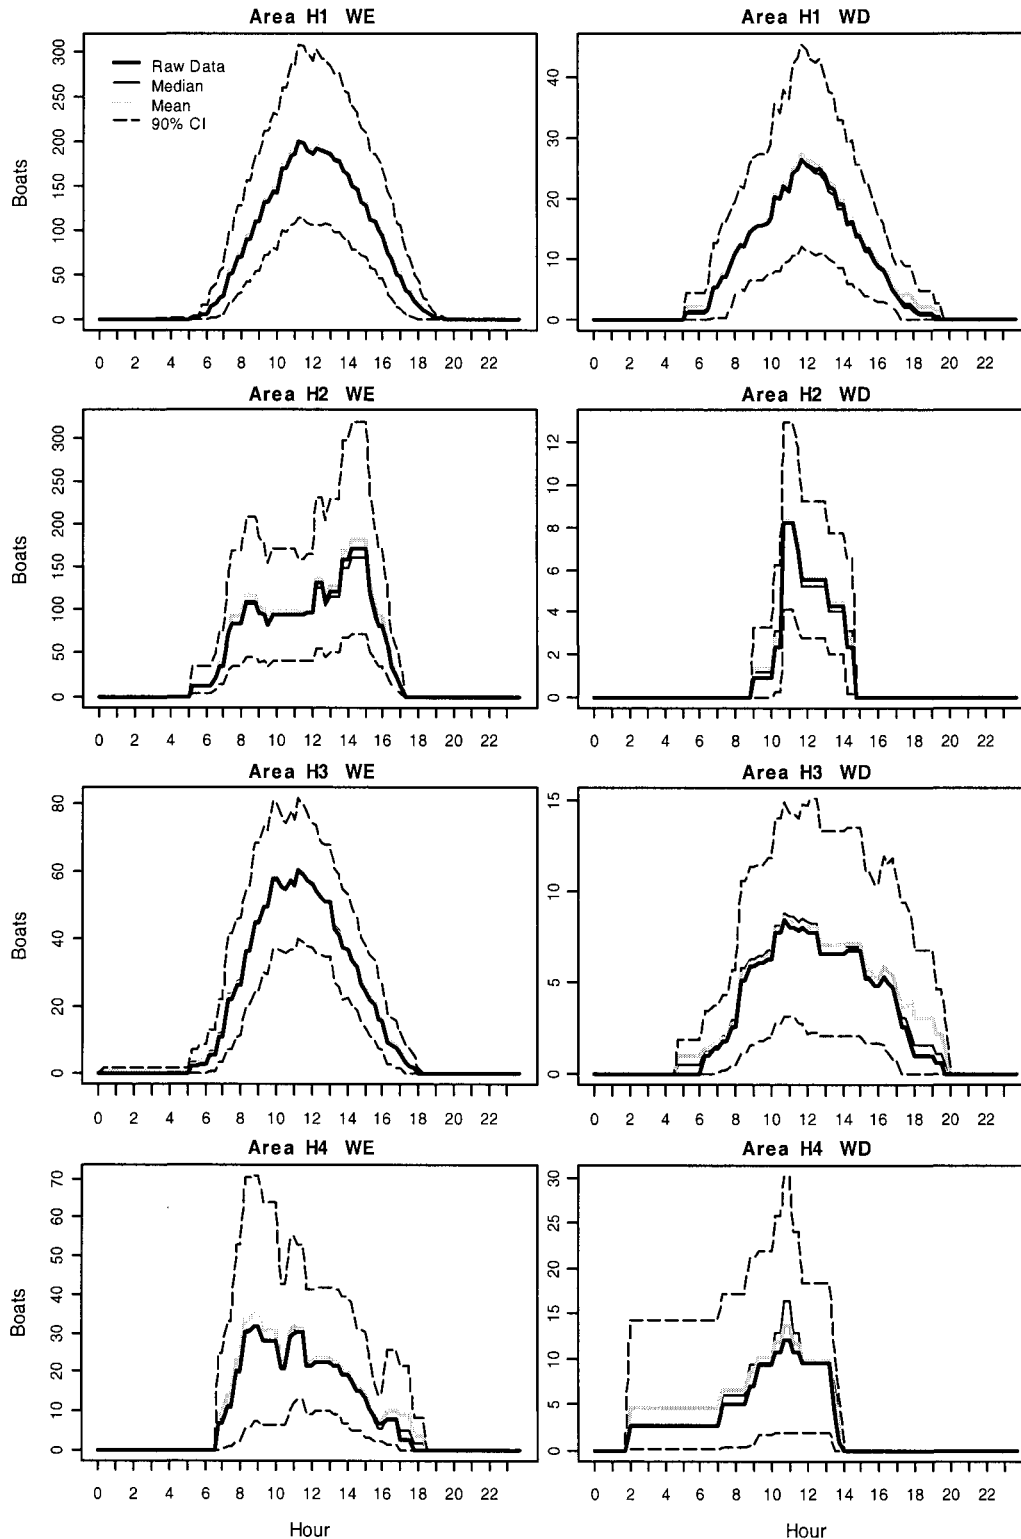 Area H1 WE
Area H1 WD
Raw Data
Median
Mean
90% CI
Boats
0 50 100 150 200 250 300
0 10 20 30 40
0 2 4 6 8 10 12 14 16 18 20 22
0 2 4 6 8 10 12 14 16 18 20 22
Area H2 WE
Area H2 WD
Boats
0 50 100 150 200 250 300
0 2 4 6 8 10 12
0 2 4 6 8 10 12 14 16 18 20 22
0 2 4 6 8 10 12 14 16 18 20 22
Area H3 WE
Area H3 WD
Boats
0 20 40 60 80
0 5 10 15
0 2 4 6 8 10 12 14 16 18 20 22
0 2 4 6 8 10 12 14 16 18 20 22
Area H4 WE
Area H4 WD
Boats
0 10 20 30 40 50 60 70
0 5 10 15 20 25 30
0 2 4 6 8 10 12 14 16 18 20 22
0 2 4 6 8 10 12 14 16 18 20 22
Hour
Hour